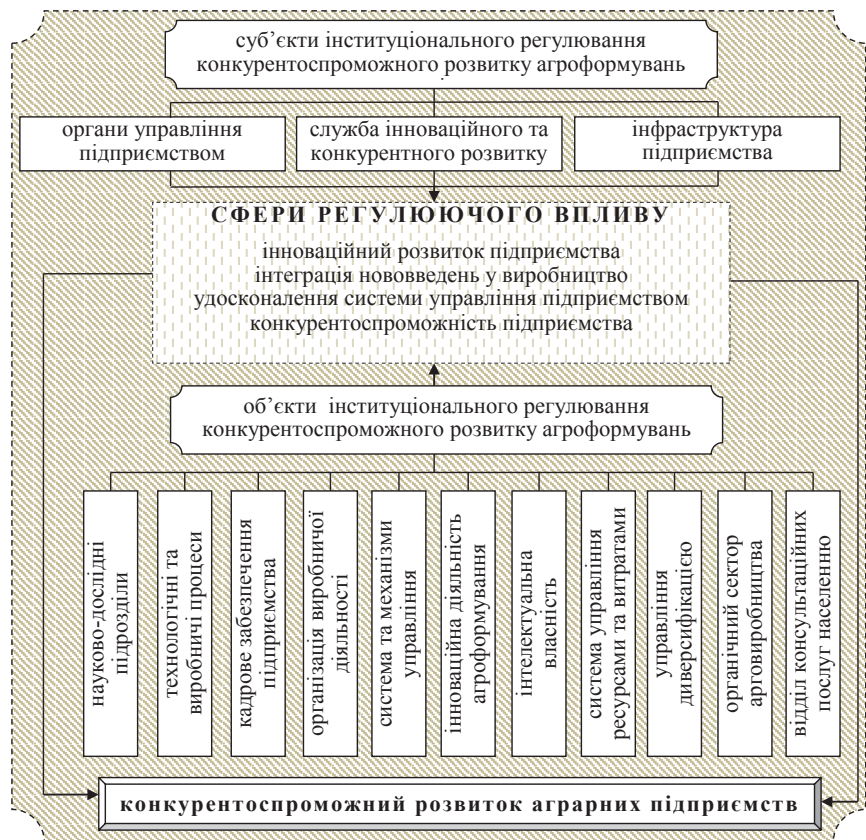 суб’єкти інституціонального регулювання
конкурентоспроможного розвитку агроформувань
органи управління
підприємством
служба інноваційного та
конкурентного розвитку
інфраструктура
підприємства
СФЕРИ РЕГУЛЮЮЧОГО ВПЛИВУ
інноваційний розвиток підприємства
інтеграція нововведень у виробництво
удосконалення системи управління підприємством
конкурентоспроможність підприємства
об’єкти інституціонального регулювання
конкурентоспроможного розвитку агроформувань
науково-дослідні
підрозділи
технологічні та
виробничі процеси
кадрове забезпечення
підприємства
організація виробничої
діяльності
система та механізми
управління
інноваційна діяльність
агроформування
інтелектуальна
власність
система управління
ресурсами та витратами
управління
диверсифікацією
органічний сектор
арговиробництва
відділ консультаційних
послуг населенню
конкурентоспроможний розвиток аграрних підприємств